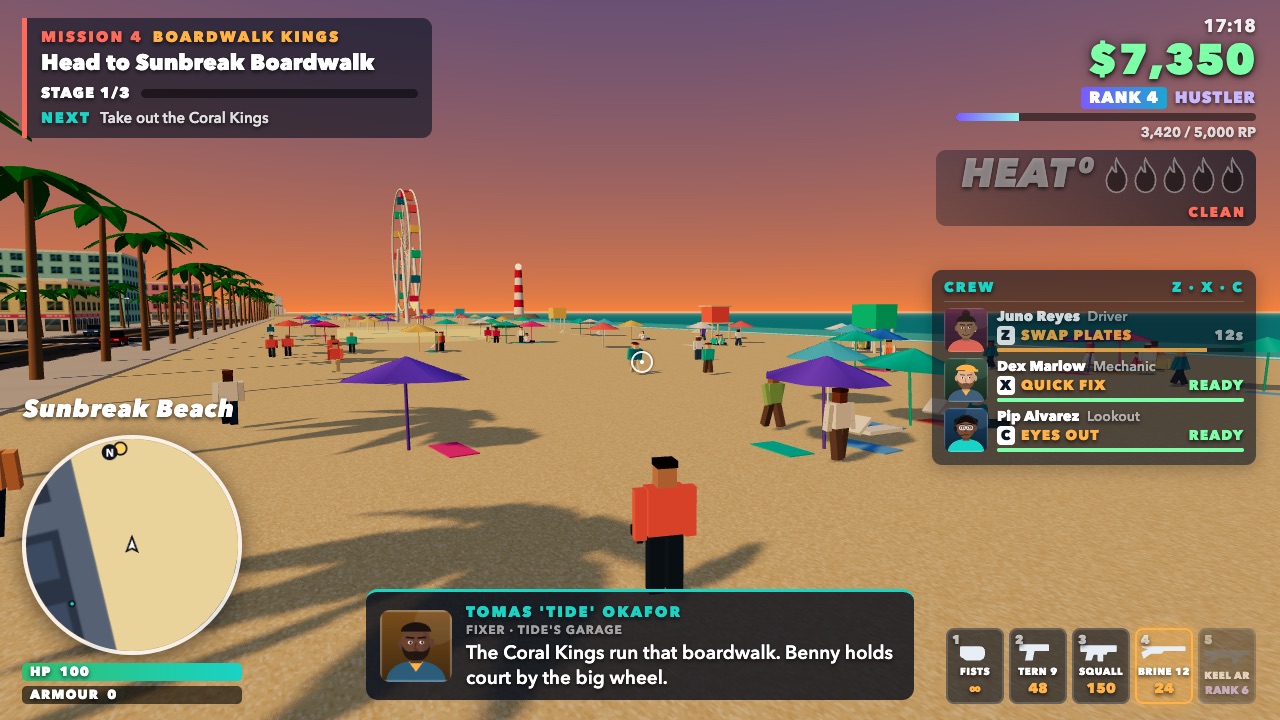 MISSION 4 BOARDWALK KINGS
Head to Sunbreak Boardwalk
STAGE 1/3
NEXT Take out the Coral Kings
17:18
$7,350
RANK 4 HUSTLER
3,420 / 5,000 RP
HEAT⁰
CLEAN
CREW Z · X · C
Juno Reyes Driver
Z SWAP PLATES 12s
Dex Marlow Mechanic
X QUICK FIX READY
Pip Alvarez Lookout
C EYES OUT READY
Sunbreak Beach
N
HP 100
ARMOUR 0
TOMAS 'TIDE' OKAFOR
FIXER · TIDE'S GARAGE
The Coral Kings run that boardwalk. Benny holds
court by the big wheel.
1 FISTS ∞
2 TERN 9 48
3 SQUALL 150
4 BRINE 12 24
5 KEEL AR RANK 6